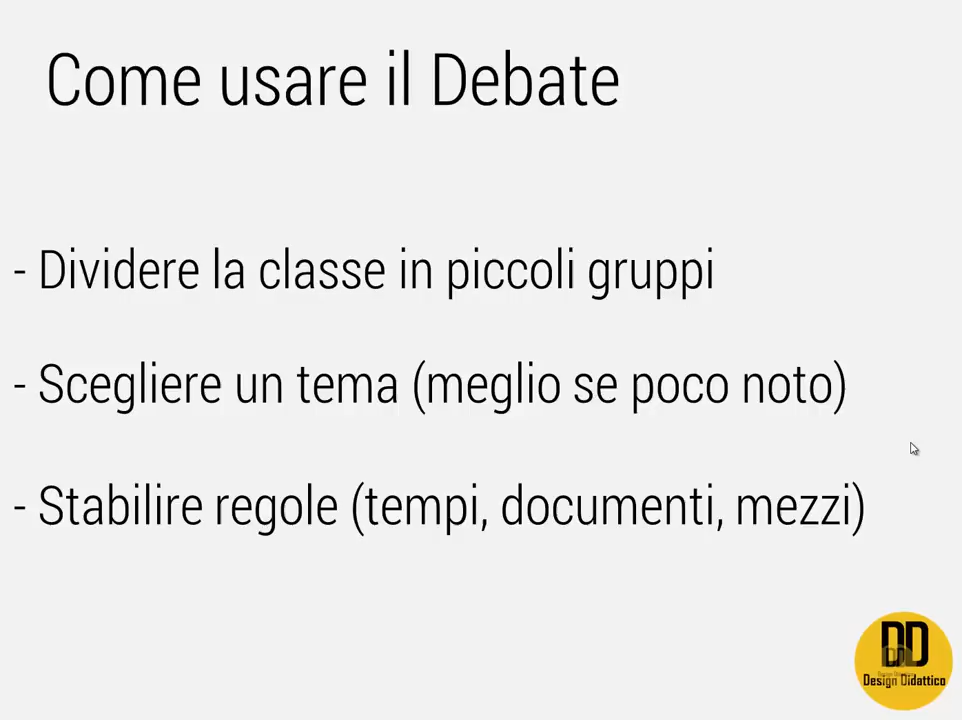 Come usare il Debate
- Dividere la classe in piccoli gruppi
- Scegliere un tema (meglio se poco noto)
- Stabilire regole (tempi, documenti, mezzi)
DD
Design Didattico